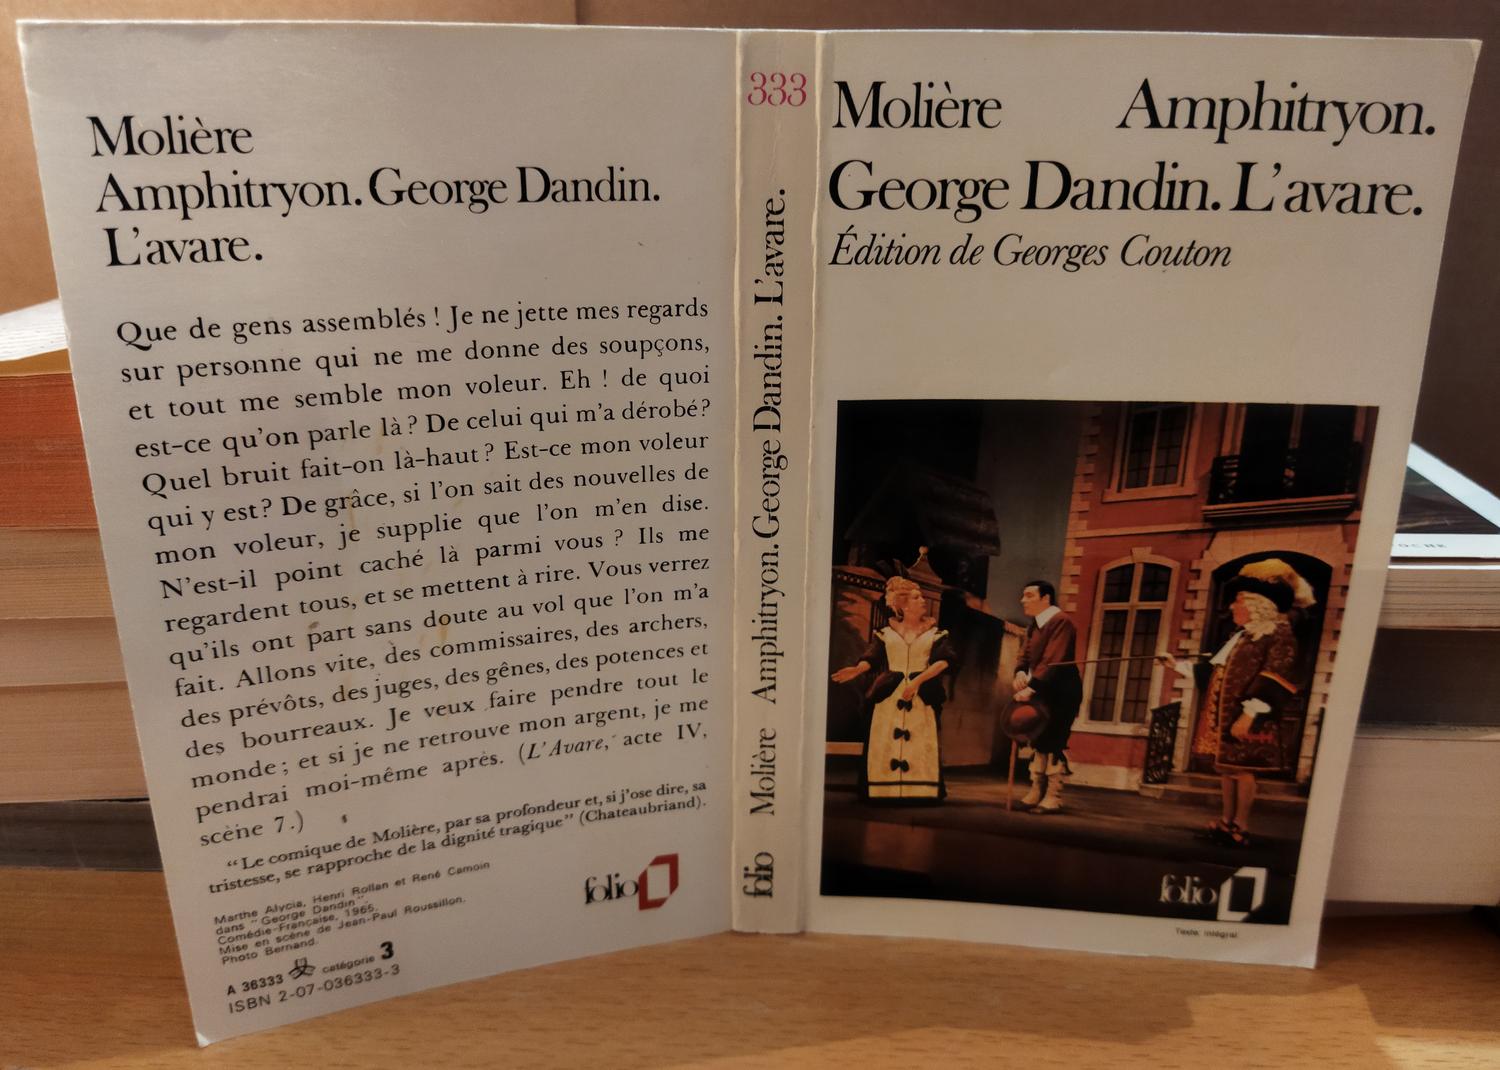 Molière
Amphitryon. George Dandin.
L'avare.
Que de gens assemblés ! Je ne jette mes regards
sur personne qui ne me donne des soupçons,
et tout me semble mon voleur. Eh ! de quoi
est-ce qu'on parle là ? De celui qui m'a dérobé ?
Quel bruit fait-on là-haut ? Est-ce mon voleur
qui y est ? De grâce, si l'on sait des nouvelles de
mon voleur, je supplie que l'on m'en dise.
N'est-il point caché là parmi vous ? Ils me
regardent tous, et se mettent à rire. Vous verrez
qu'ils ont part sans doute au vol que l'on m'a
fait. Allons vite, des commissaires, des archers,
des prévôts, des juges, des gênes, des potences et
des bourreaux. Je veux faire pendre tout le
monde ; et si je ne retrouve mon argent, je me
pendrai moi-même après. (L'Avare, acte IV,
scène 7.)
“Le comique de Molière, par sa profondeur et, si j'ose dire, sa
tristesse, se rapproche de la dignité tragique” (Chateaubriand).
Marthe Alycia, Henri Rollan et René Camoin
dans "George Dandin".
Comédie-Française, 1965.
Mise en scène de Jean-Paul Roussillon.
Photo Bernand.
A 36333 catégorie 3
ISBN 2-07-036333-3
folio
333
folio Molière Amphitryon. George Dandin. L'avare.
Molière Amphitryon.
George Dandin. L'avare.
Édition de Georges Couton
folio
Texte intégral